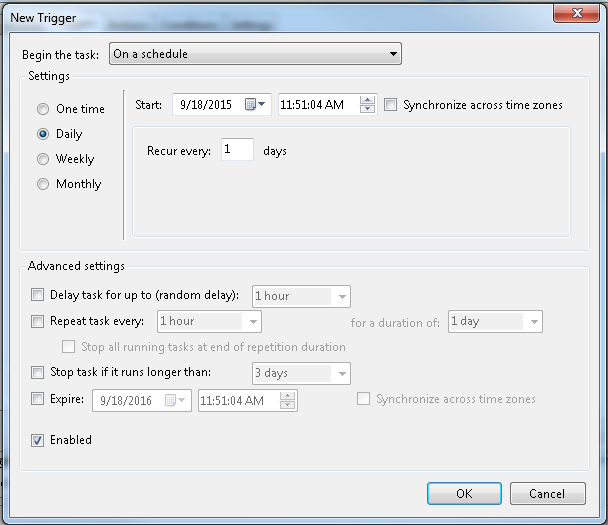 New Trigger
Begin the task: On a schedule
Settings
One time
Start: 9/18/2015 11:51:04 AM Synchronize across time zones
Daily
Recur every: 1 days
Weekly
Monthly
Advanced settings
Delay task for up to (random delay): 1 hour
Repeat task every: 1 hour for a duration of: 1 day
Stop all running tasks at end of repetition duration
Stop task if it runs longer than: 3 days
Expire: 9/18/2016 11:51:04 AM Synchronize across time zones
Enabled
OK Cancel